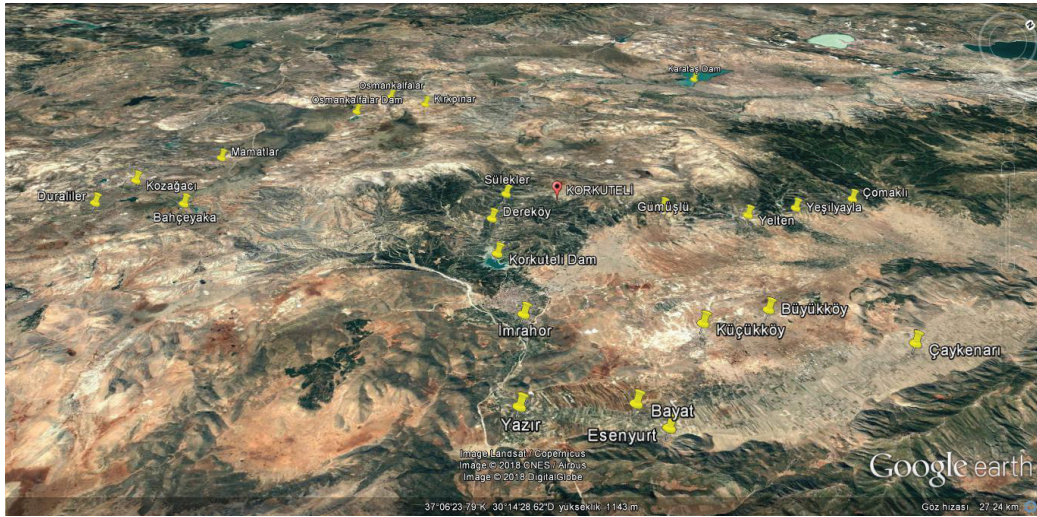 Karataş Dam
Osmankalfalar
Osmankalfalar Dam
Kırkpınar
Mamatlar
Kozağacı
Duraliler
Bahçeyaka
Sülekler
KORKUTELİ
Dereköy
Gümüşlü
Yelten
Yeşilyayla
Çomaklı
Korkuteli Dam
İmrahor
Küçükköy
Büyükköy
Çaykenarı
Yazır
Bayat
Esenyurt
Image Landsat / Copernicus
Image © 2018 CNES / Airbus
Image © 2018 DigitalGlobe
Google earth
37°06'23.79"K 30°14'28.62"D yükseklik 1143 m
Göz hizası 27.24 km